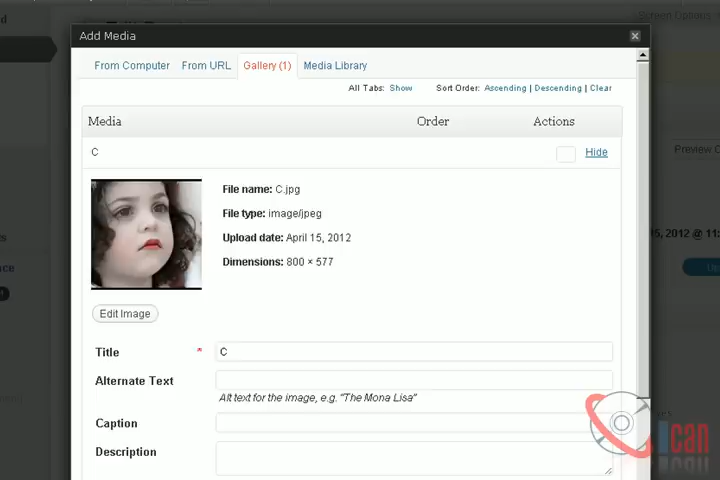 Screen Options
Add Media
From Computer From URL Gallery (1) Media Library
All Tabs: Show Sort Order: Ascending | Descending | Clear
Media Order Actions
C Hide
File name: C.jpg
File type: image/jpeg
Upload date: April 15, 2012
Dimensions: 800 × 577
Preview
5, 2012 @ 11:
Edit Image
Title * C
Alternate Text
Alt text for the image, e.g. "The Mona Lisa"
Caption
Description
ican